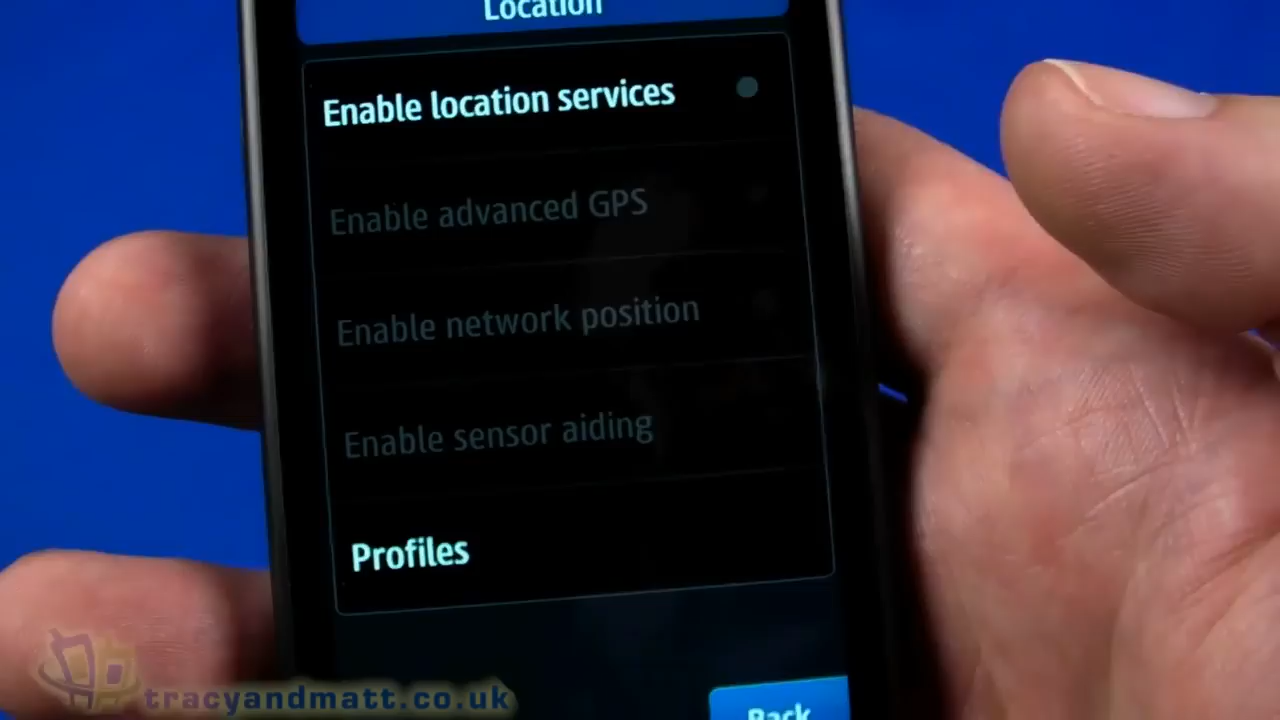 Location
Enable location services
Enable advanced GPS
Enable network position
Enable sensor aiding
Profiles
Back
tracyandmatt.co.uk